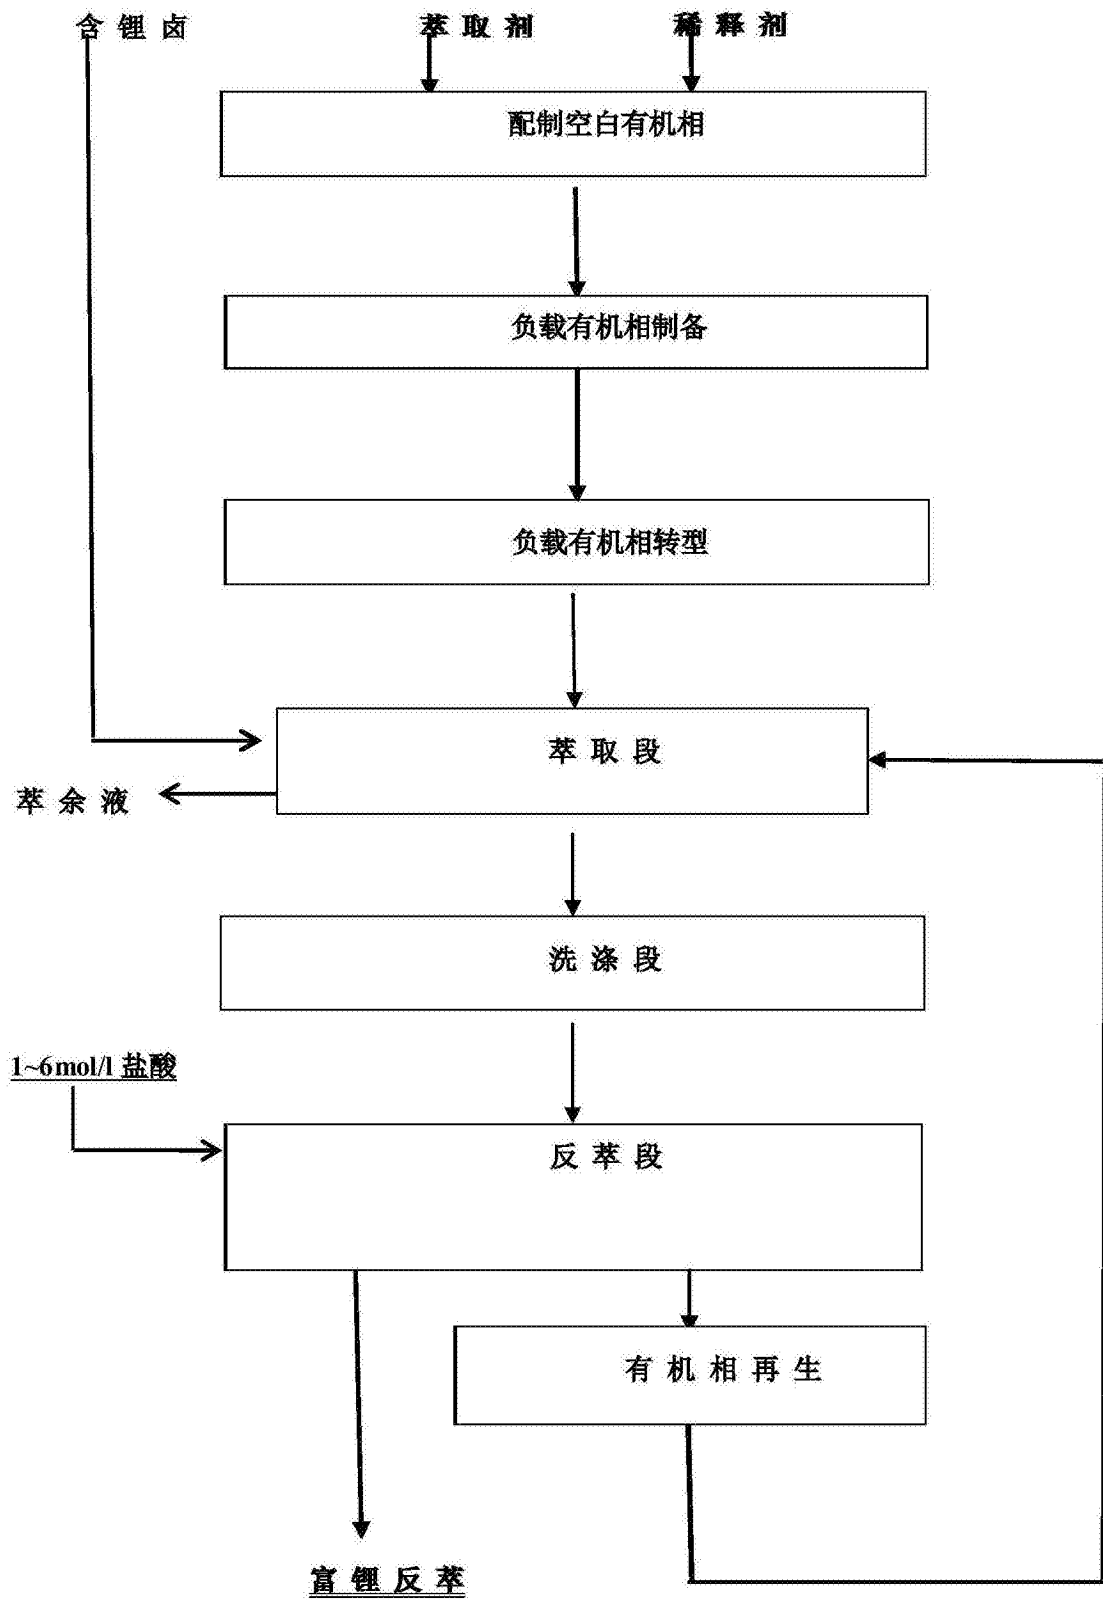 含锂卤
萃取剂
稀释剂
配制空白有机相
负载有机相制备
负载有机相转型
萃取段
萃余液
洗涤段
1~6mol/l 盐酸
反萃段
有机相再生
富锂反萃